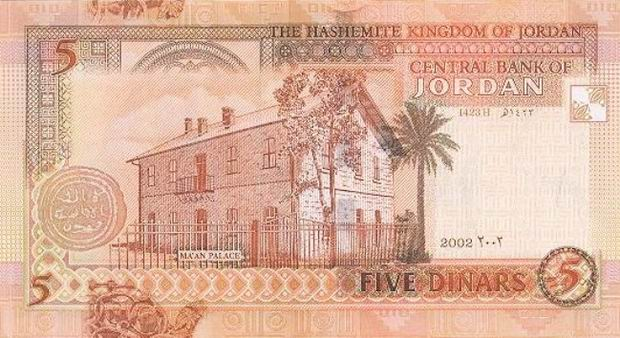 THE HASHEMITE KINGDOM OF JORDAN
5
CENTRAL BANK OF
JORDAN
1423 H ١٤٢٣هـ
2002 ٢٠٠٢
MA'AN PALACE
5
FIVE DINARS
5